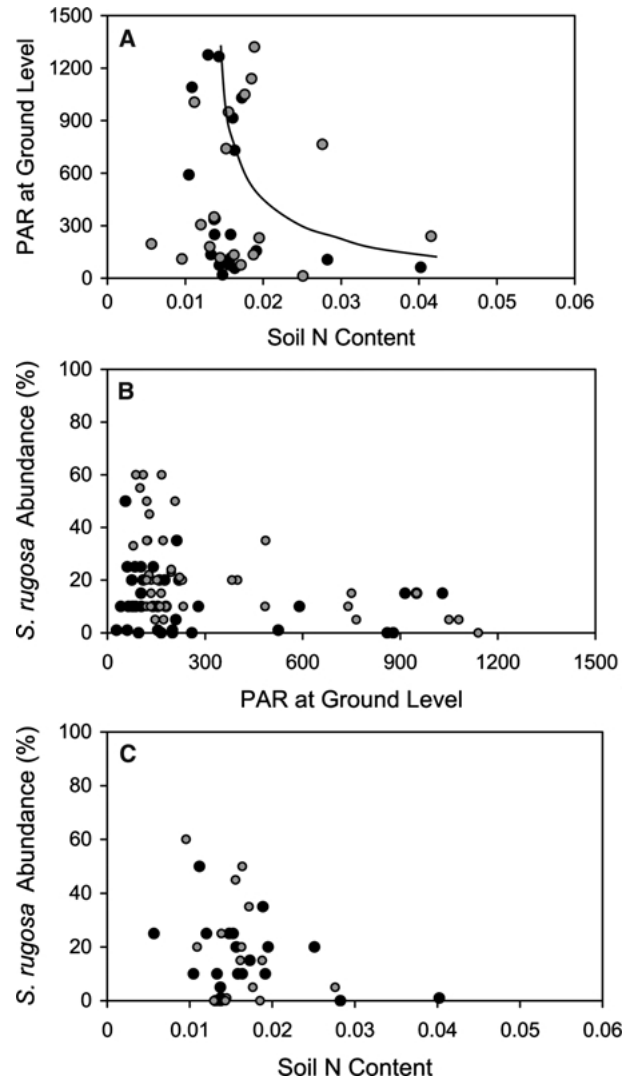 A
1500
1200
900
600
300
0
PAR at Ground Level
0 0.01 0.02 0.03 0.04 0.05 0.06
Soil N Content
B
100
80
60
40
20
0
S. rugosa Abundance (%)
0 300 600 900 1200 1500
PAR at Ground Level
C
100
80
60
40
20
0
S. rugosa Abundance (%)
0 0.01 0.02 0.03 0.04 0.05 0.06
Soil N Content